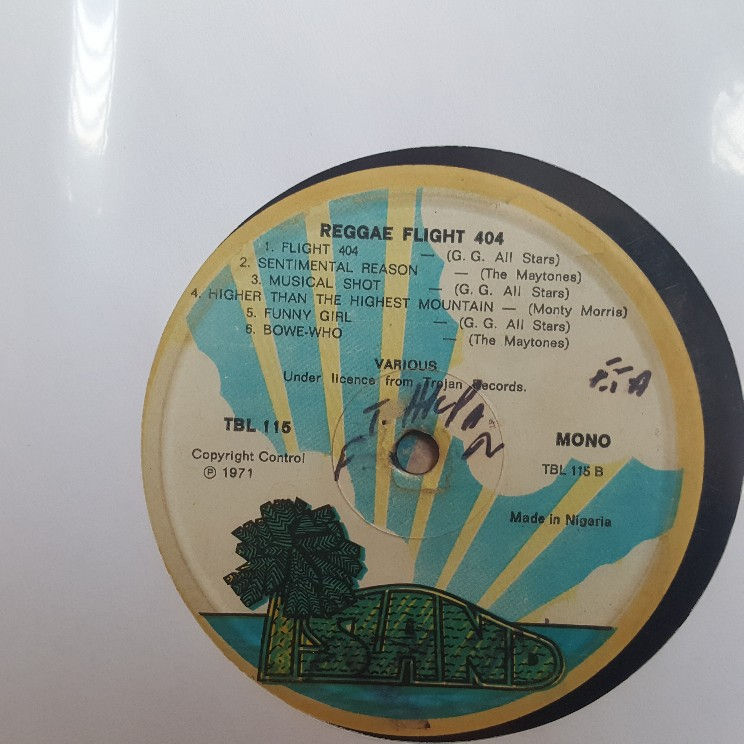 REGGAE FLIGHT 404
1. FLIGHT 404 — (G. G. All Stars)
2. SENTIMENTAL REASON — (The Maytones)
3. MUSICAL SHOT — (G. G. All Stars)
4. HIGHER THAN THE HIGHEST MOUNTAIN — (Monty Morris)
5. FUNNY GIRL — (G. G. All Stars)
6. BOWE-WHO — (The Maytones)
VARIOUS
Under licence from Trojan Records.
TBL 115
MONO
Copyright Control
TBL 115 B
℗ 1971
Made in Nigeria
ISLAND